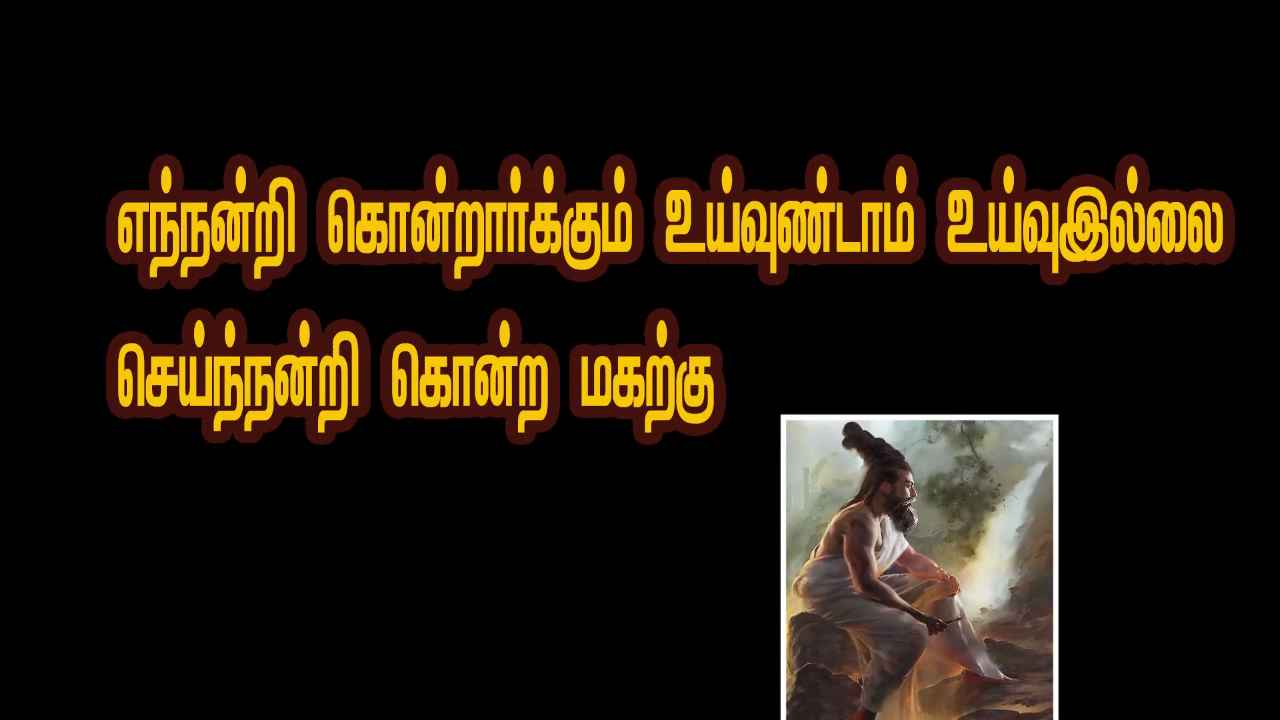 எந்நன்றி கொன்றார்க்கும் உய்வுண்டாம் உய்வுஇல்லை
செய்ந்நன்றி கொன்ற மகற்கு